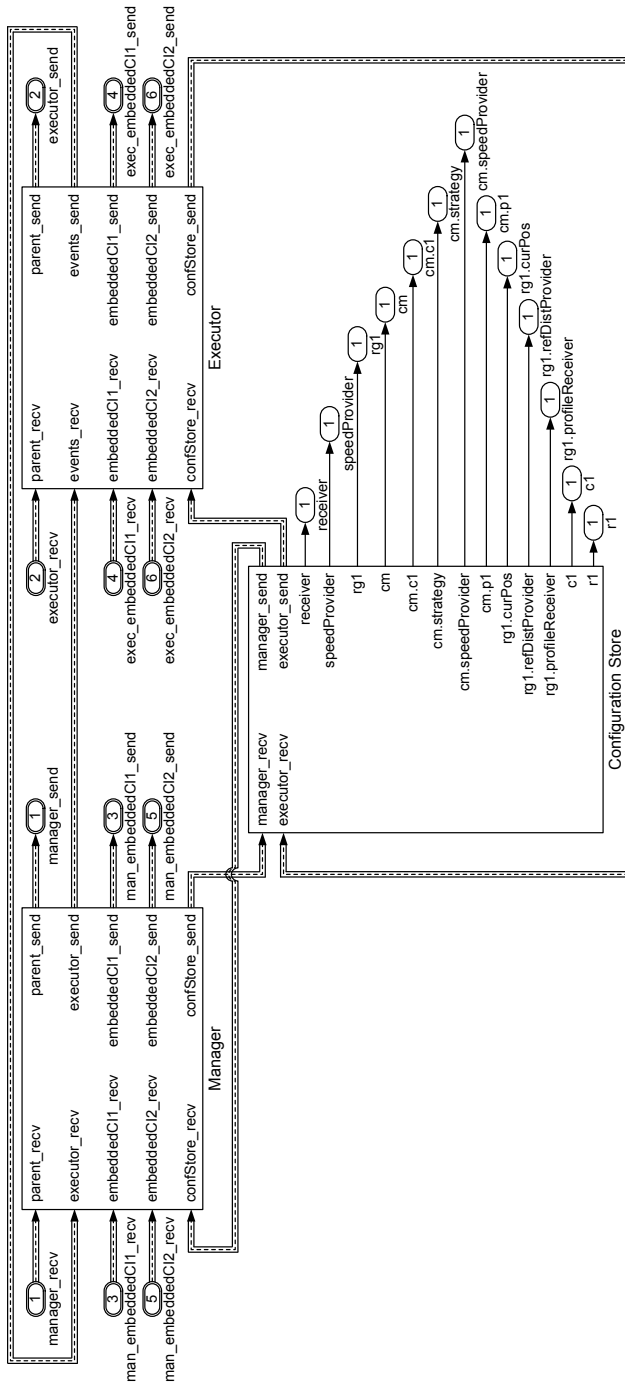 1
manager_recv
3
man_embeddedCI1_recv
5
man_embeddedCI2_recv
parent_recv
executor_recv
embeddedCI1_recv
embeddedCI2_recv
confStore_recv
parent_send
executor_send
embeddedCI1_send
embeddedCI2_send
confStore_send
Manager
1
manager_send
3
man_embeddedCI1_send
5
man_embeddedCI2_send
2
executor_recv
4
exec_embeddedCI1_recv
6
exec_embeddedCI2_recv
parent_recv
events_recv
embeddedCI1_recv
embeddedCI2_recv
confStore_recv
parent_send
events_send
embeddedCI1_send
embeddedCI2_send
confStore_send
Executor
2
executor_send
4
exec_embeddedCI1_send
6
exec_embeddedCI2_send
manager_recv
executor_recv
manager_send
executor_send
receiver
speedProvider
rg1
cm
cm.c1
cm.strategy
cm.speedProvider
cm.p1
rg1.curPos
rg1.refDistProvider
rg1.profileReceiver
c1
r1
Configuration Store
1
receiver
1
speedProvider
1
rg1
1
cm
1
cm.c1
1
cm.strategy
1
cm.speedProvider
1
cm.p1
1
rg1.curPos
1
rg1.refDistProvider
1
rg1.profileReceiver
1
c1
1
r1